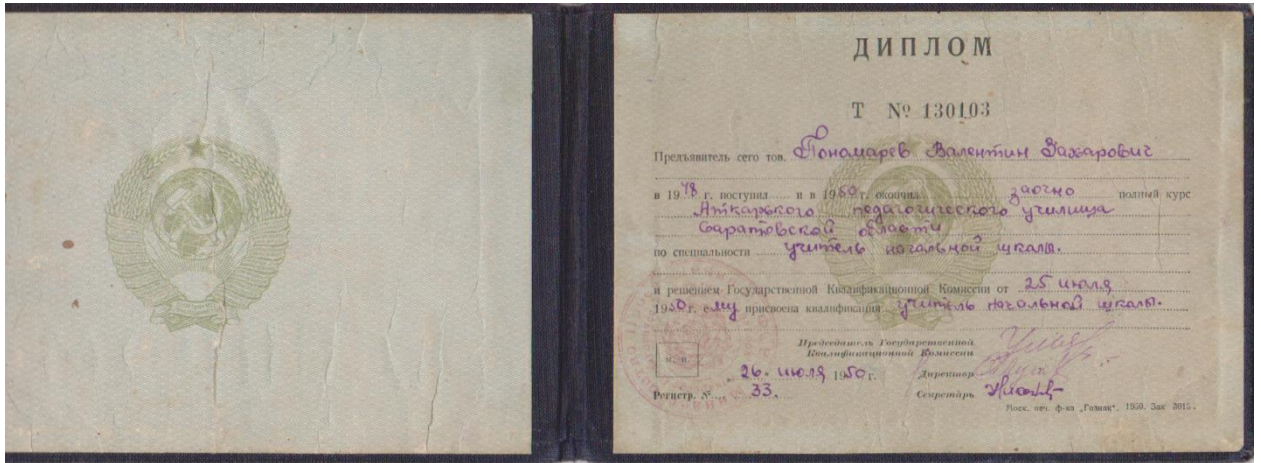 ДИПЛОМ
Т № 130103
Предъявитель сего тов. Пономарев Валентин Захарович
в 1948 г. поступил и в 1950 г. окончил заочно полный курс
Аткарского педагогического училища
Саратовской области
по специальности учитель начальной школы.
и решением Государственной Квалификационной Комиссии от 25 июля
1950 г. ему присвоена квалификация учитель начальной школы.
Председатель Государственной
Квалификационной Комиссии
М. П.
26. июля 1950 г. Директор
Регистр. № 33. Секретарь
Моск. печ. ф-ка „Гознак“. 1950. Зак 3015.